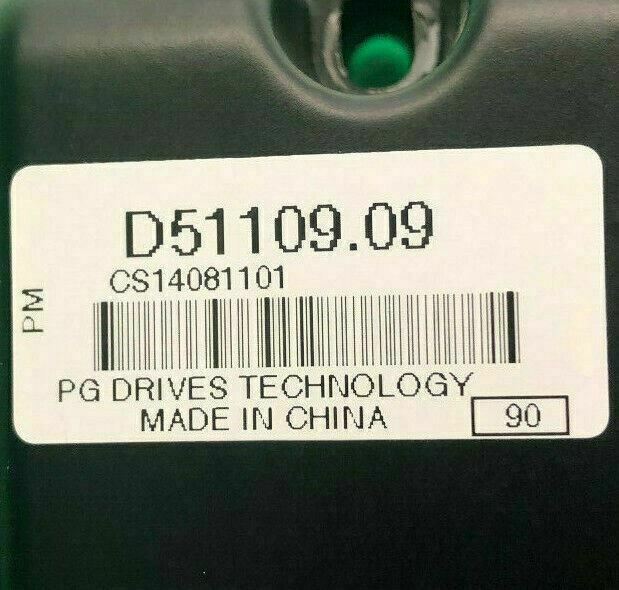 D51109.09
CS14081101
PM
PG DRIVES TECHNOLOGY
MADE IN CHINA
90